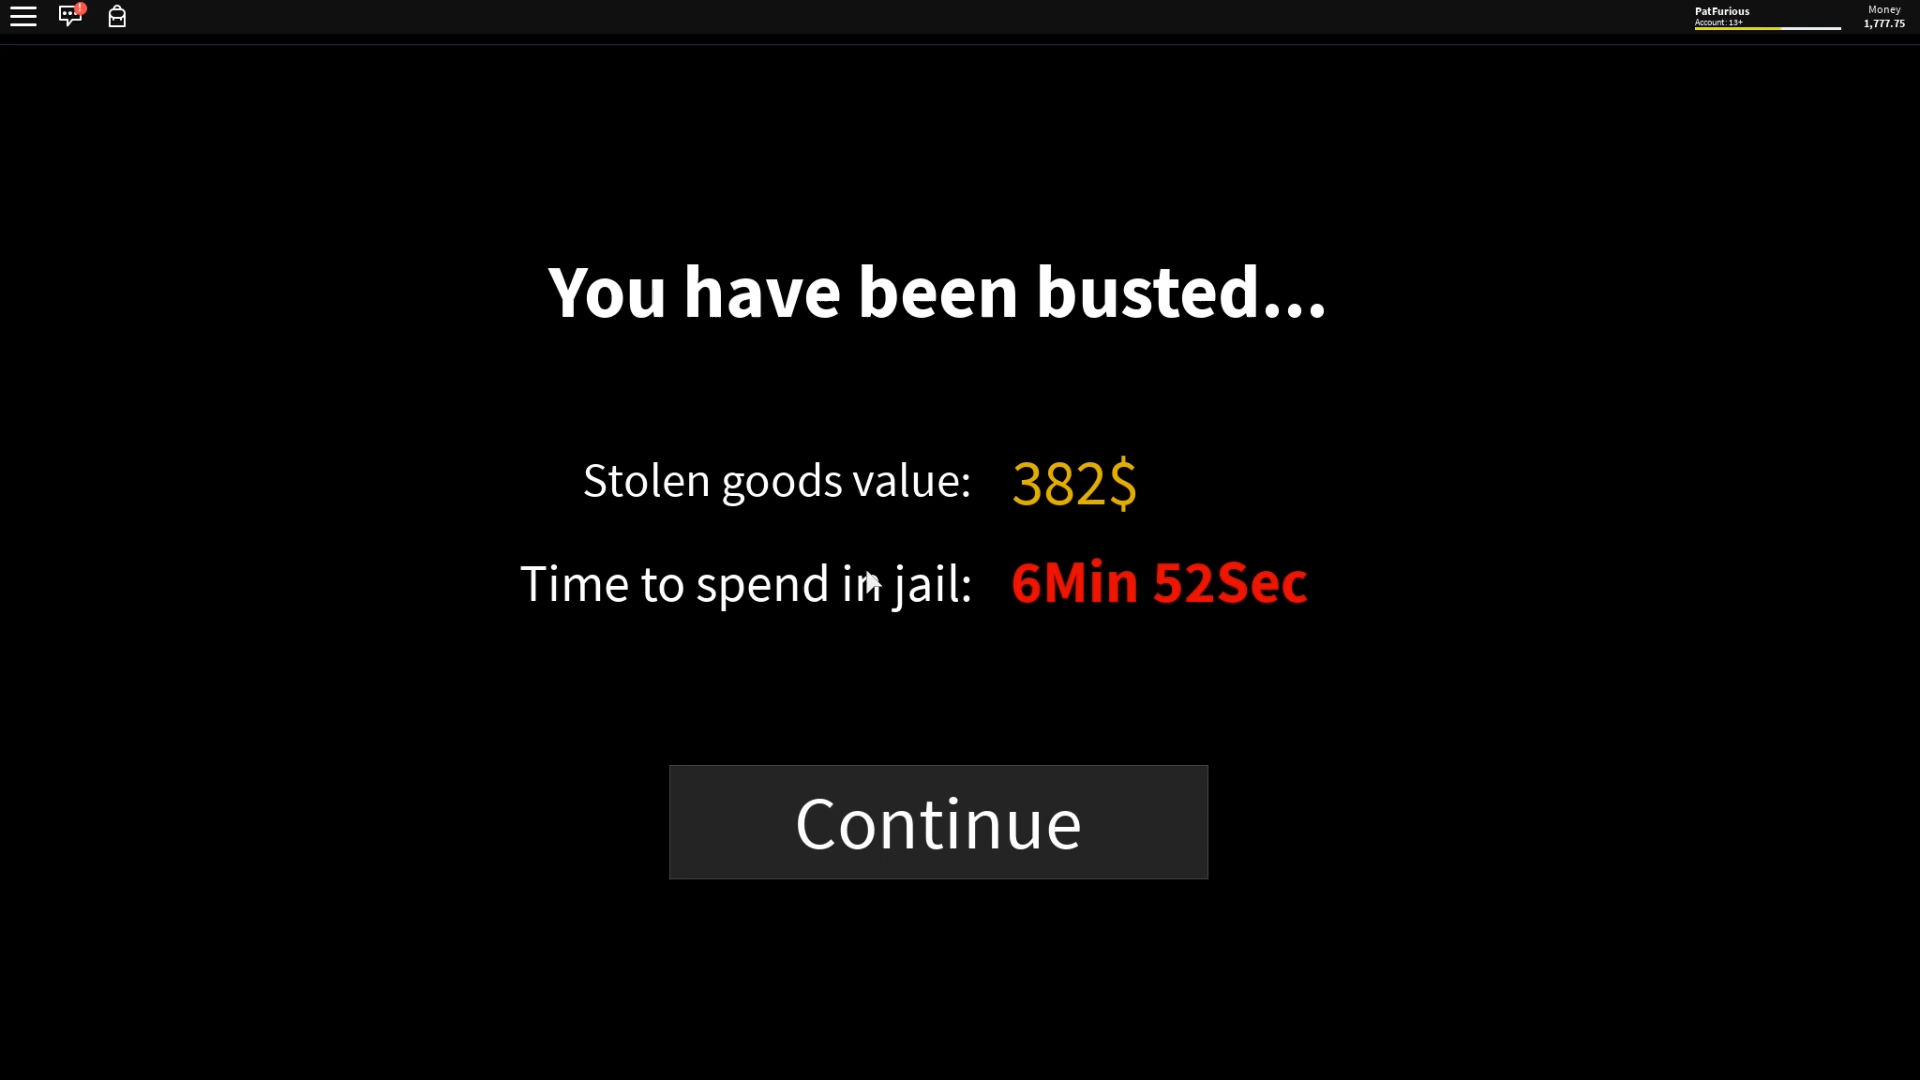 PatFurious
Account: 13+
Money
1,777.75
You have been busted...
Stolen goods value: 382$
Time to spend in jail: 6Min 52Sec
Continue